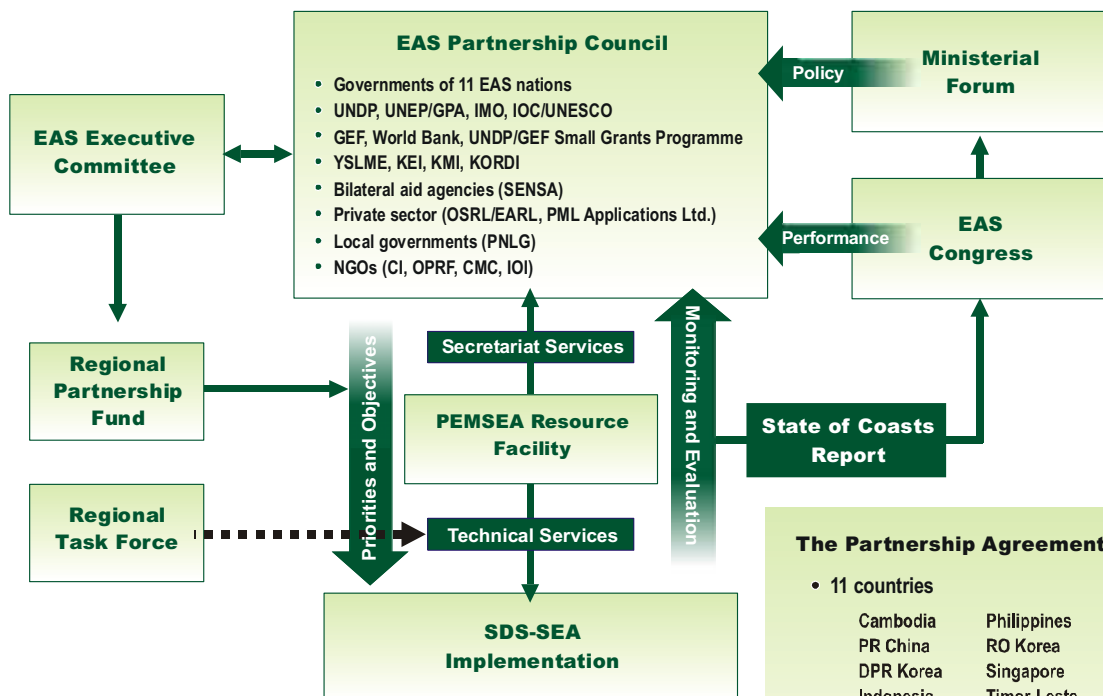 EAS Partnership Council
• Governments of 11 EAS nations
• UNDP, UNEP/GPA, IMO, IOC/UNESCO
• GEF, World Bank, UNDP/GEF Small Grants Programme
• YSLME, KEI, KMI, KORDI
• Bilateral aid agencies (SENSA)
• Private sector (OSRL/EARL, PML Applications Ltd.)
• Local governments (PNLG)
• NGOs (CI, OPRF, CMC, IOI)
Policy
Ministerial
Forum
EAS Executive
Committee
Performance
EAS
Congress
Regional
Partnership
Fund
Priorities and Objectives
Secretariat Services
PEMSEA Resource
Facility
Technical Services
Monitoring and Evaluation
State of Coasts
Report
Regional
Task Force
SDS-SEA
Implementation
The Partnership Agreement
• 11 countries
Cambodia Philippines
PR China RO Korea
DPR Korea Singapore
Indonesia Timor-Leste